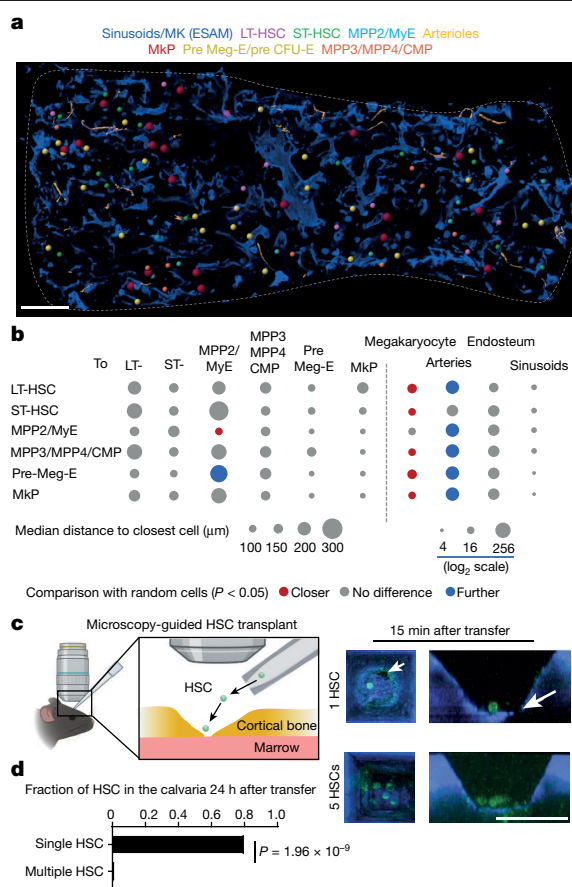 a
Sinusoids/MK (ESAM) LT-HSC ST-HSC MPP2/MyE Arterioles
MkP Pre Meg-E/pre CFU-E MPP3/MPP4/CMP
b
To LT- ST- MPP2/MyE MPP3 MPP4 CMP Pre Meg-E MkP Megakaryocyte Arteries Endosteum Sinusoids
LT-HSC
ST-HSC
MPP2/MyE
MPP3/MPP4/CMP
Pre-Meg-E
MkP
Median distance to closest cell (μm)
100 150 200 300
4 16 256
(log2 scale)
Comparison with random cells (P < 0.05) Closer No difference Further
c
Microscopy-guided HSC transplant
HSC
Cortical bone
Marrow
15 min after transfer
1 HSC
5 HSCs
d
Fraction of HSC in the calvaria 24 h after transfer
0 0.2 0.4 0.6 0.8 1.0
Single HSC
Multiple HSC
P = 1.96 × 10⁻⁹